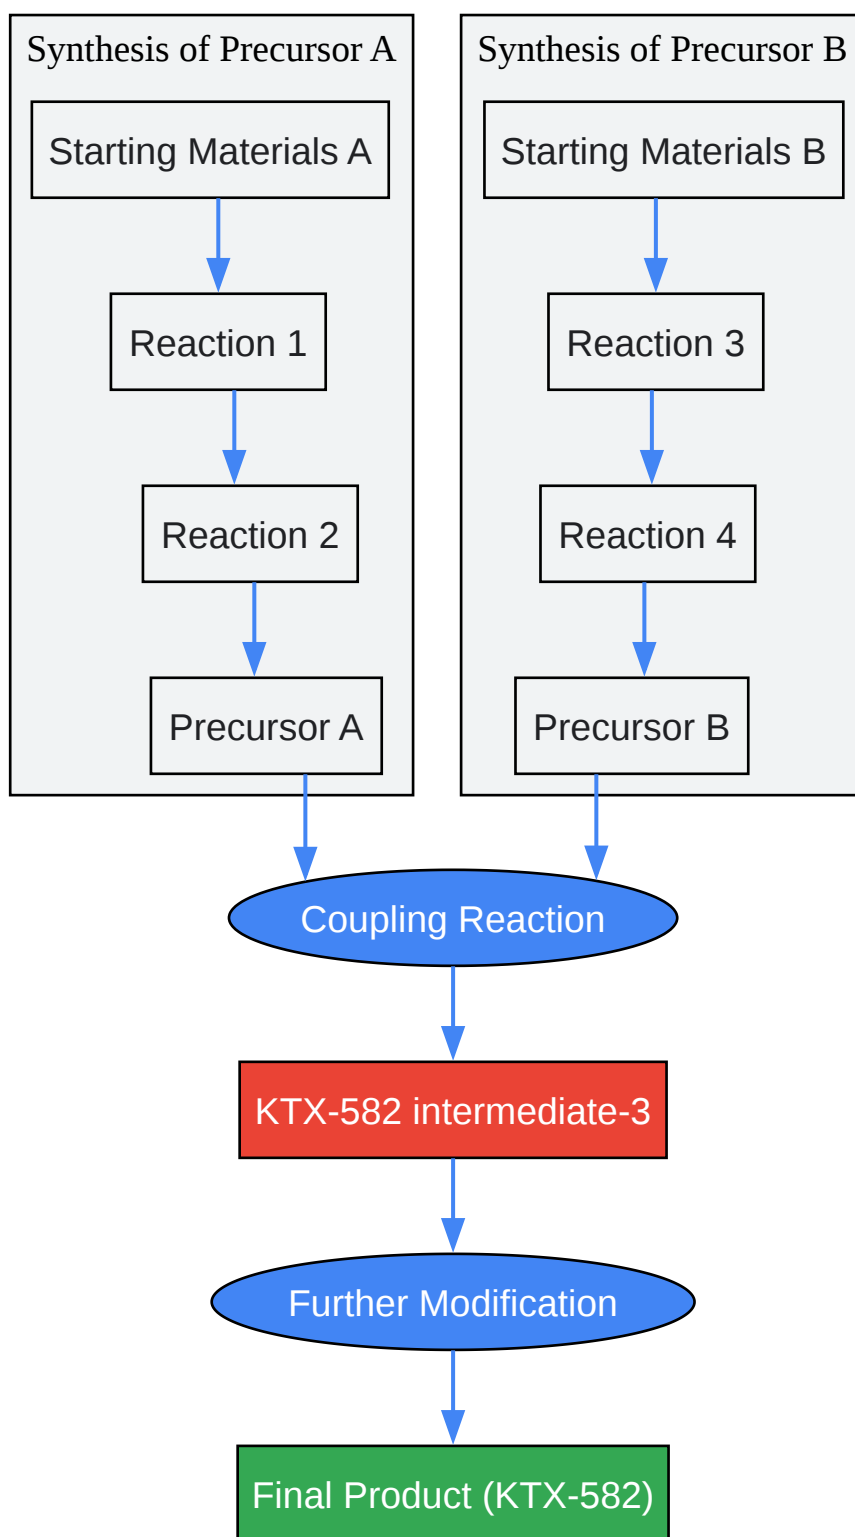 Synthesis of Precursor A
Starting Materials A
Reaction 1
Reaction 2
Precursor A
Synthesis of Precursor B
Starting Materials B
Reaction 3
Reaction 4
Precursor B
Coupling Reaction
KTX-582 intermediate-3
Further Modification
Final Product (KTX-582)